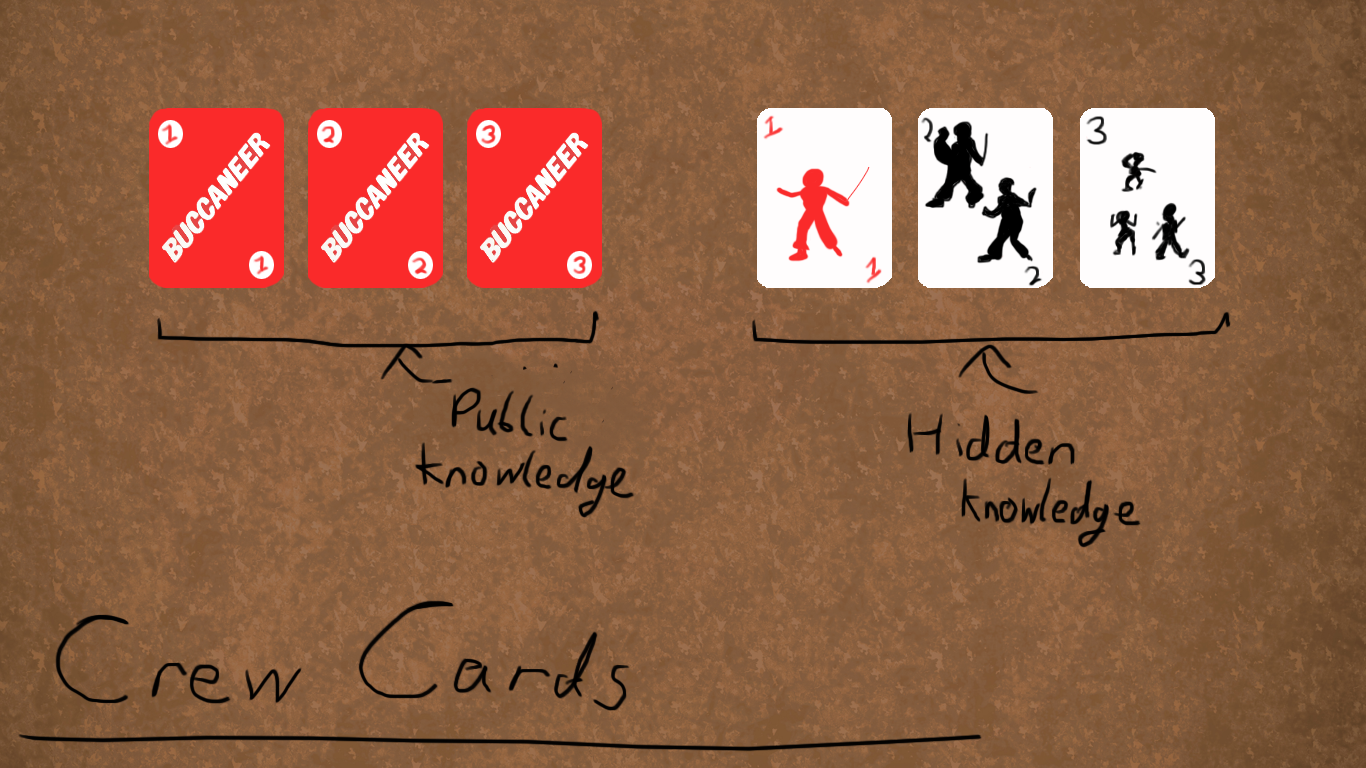 1 2 3 1 2 3
BUCCANEER BUCCANEER BUCCANEER
1 2 3 1 2 3
Public
knowledge
Hidden
knowledge
Crew Cards